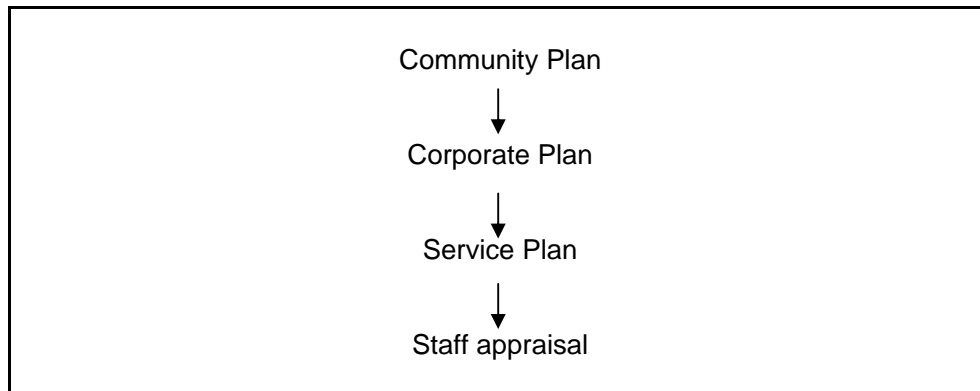 Community Plan
Corporate Plan
Service Plan
Staff appraisal